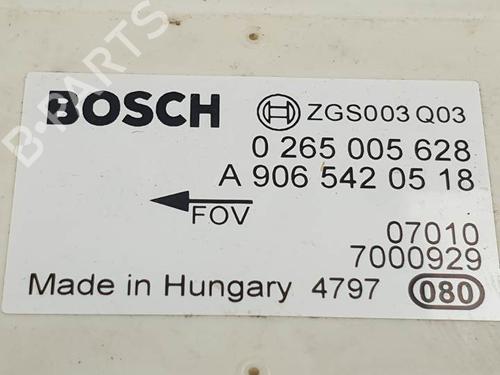 B-PARTS
BOSCH ZGS003 Q03
0 265 005 628
A 906 542 05 18
FOV
07010
7000929
Made in Hungary 4797 080